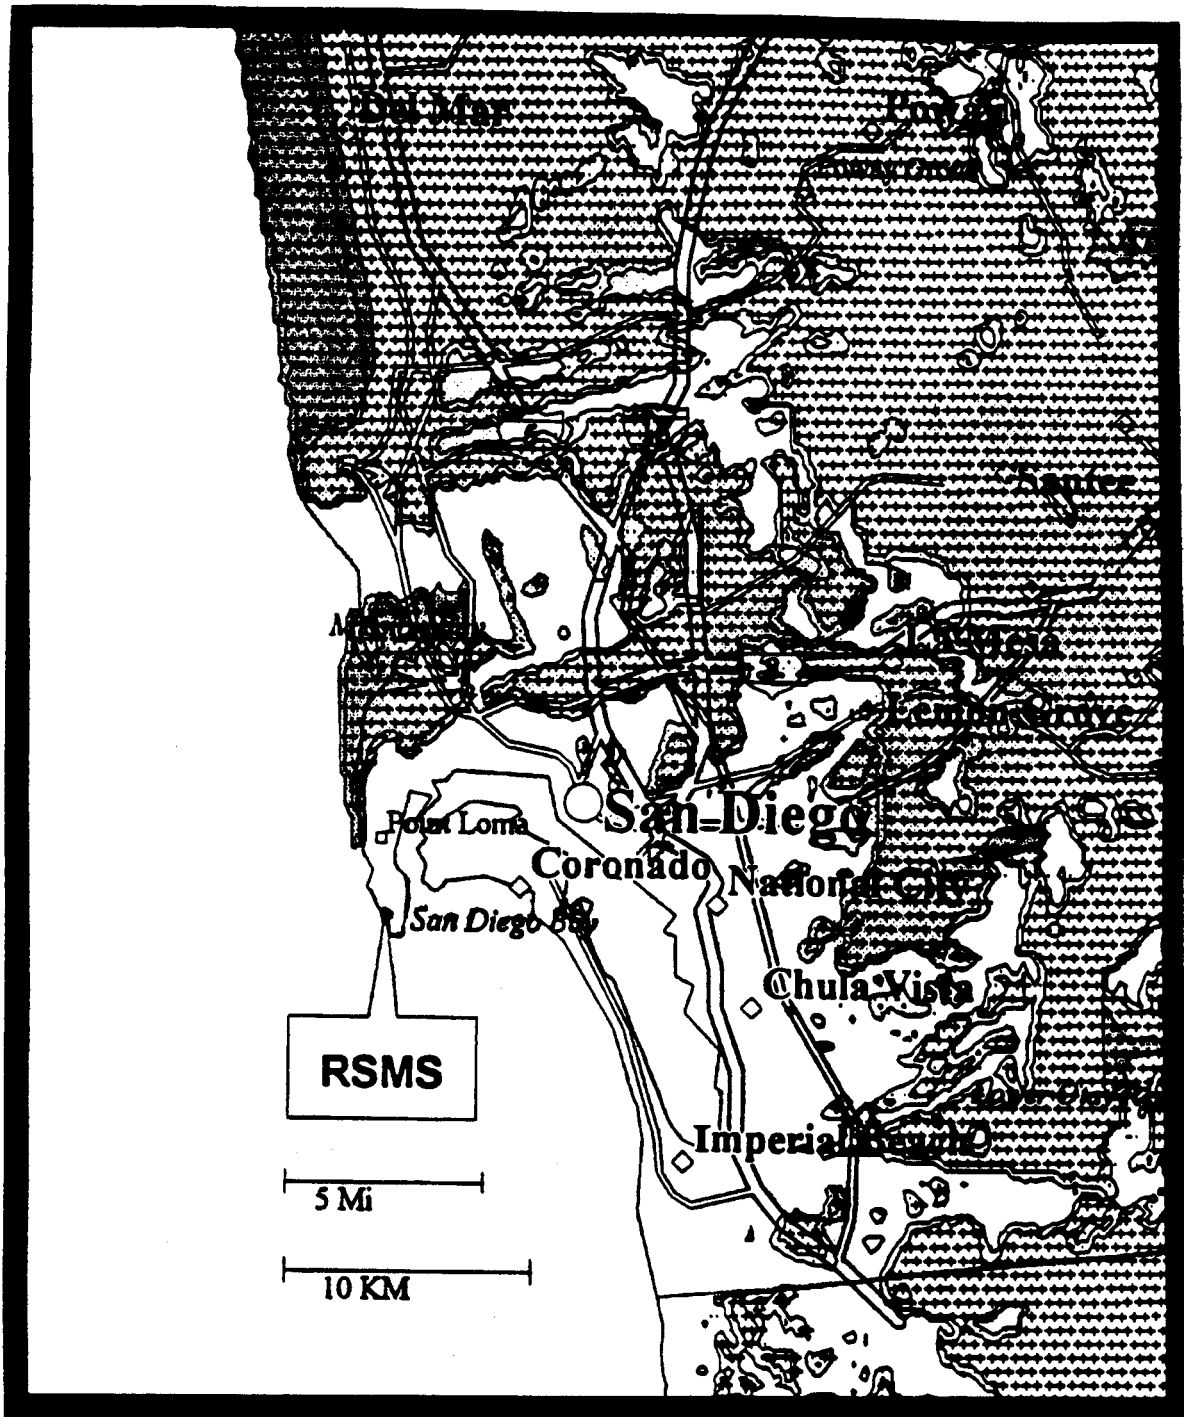 Del Mar
Poway
Santee
La Mesa
Lemon Grove
San Diego
Point Loma
Coronado
National City
San Diego Bay
Chula Vista
RSMS
Imperial Beach
5 Mi
10 KM